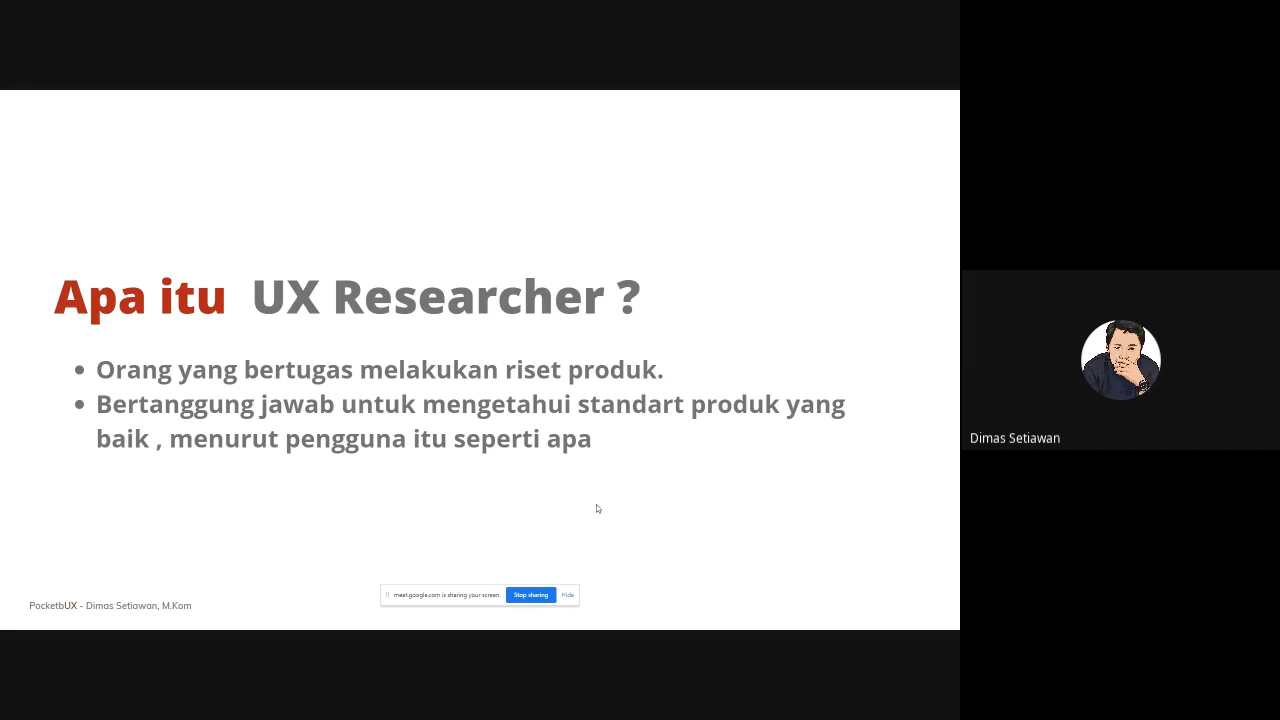 Apa itu UX Researcher ?
• Orang yang bertugas melakukan riset produk.
• Bertanggung jawab untuk mengetahui standart produk yang
baik , menurut pengguna itu seperti apa
Dimas Setiawan
meet.google.com is sharing your screen. Stop sharing Hide
PocketbUX - Dimas Setiawan, M.Kom